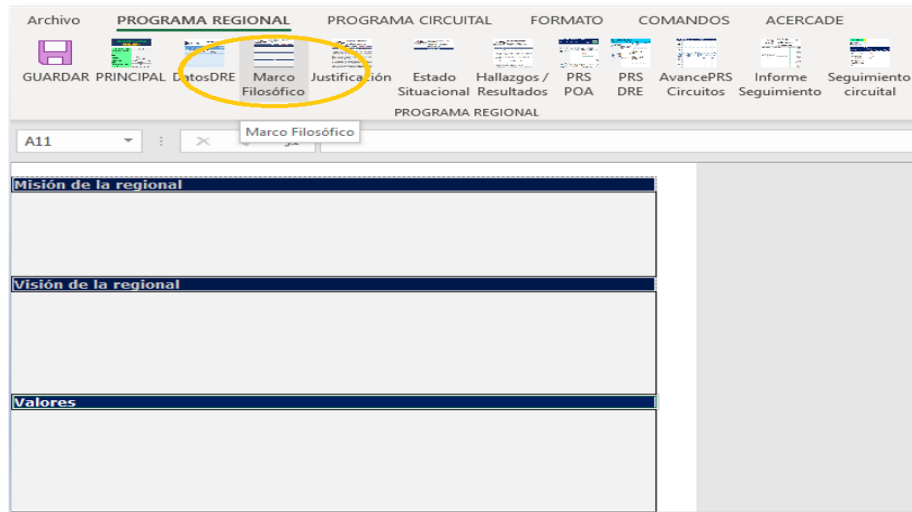 Archivo PROGRAMA REGIONAL PROGRAMA CIRCUITAL FORMATO COMANDOS ACERCADE
GUARDAR PRINCIPAL DatosDRE Marco Justificación Estado Hallazgos / PRS PRS AvancePRS Informe Seguimiento
Filosófico Situacional Resultados POA DRE Circuitos Seguimiento circuital
PROGRAMA REGIONAL
Marco Filosófico
A11
Misión de la regional
Visión de la regional
Valores